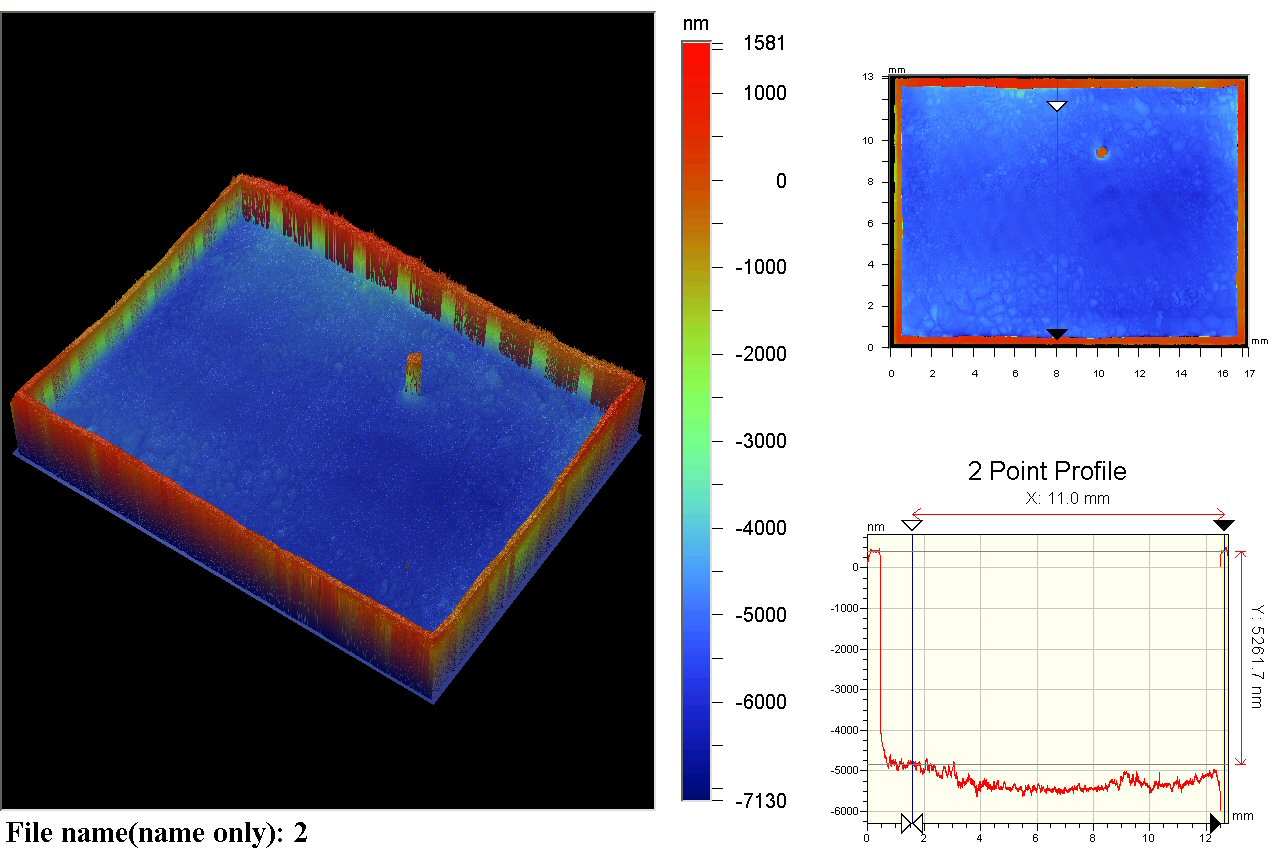 nm
1581
1000
0
-1000
-2000
-3000
-4000
-5000
-6000
-7130
mm
13
10
8
6
4
2
0
mm
0 2 4 6 8 10 12 14 16 17
2 Point Profile
X: 11.0 mm
nm
0
-1000
-2000
-3000
-4000
-5000
-6000
mm
0 2 4 6 8 10 12
Y: 5261.7 nm
File name(name only): 2